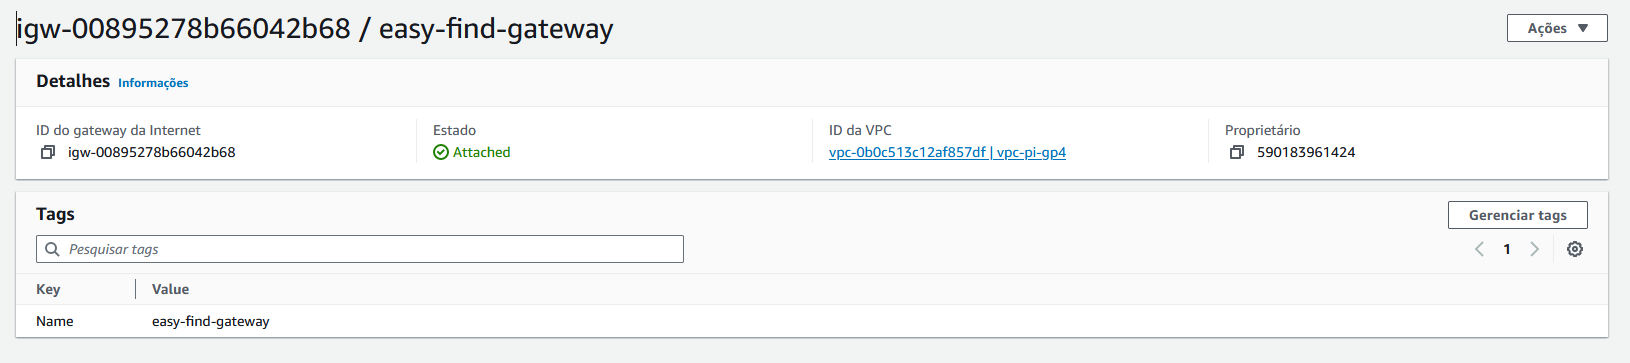 igw-00895278b66042b68 / easy-find-gateway
Ações
Detalhes Informações
ID do gateway da Internet
igw-00895278b66042b68
Estado
Attached
ID da VPC
vpc-0b0c513c12af857df | vpc-pi-gp4
Proprietário
590183961424
Tags
Gerenciar tags
Pesquisar tags
1
Key Value
Name easy-find-gateway